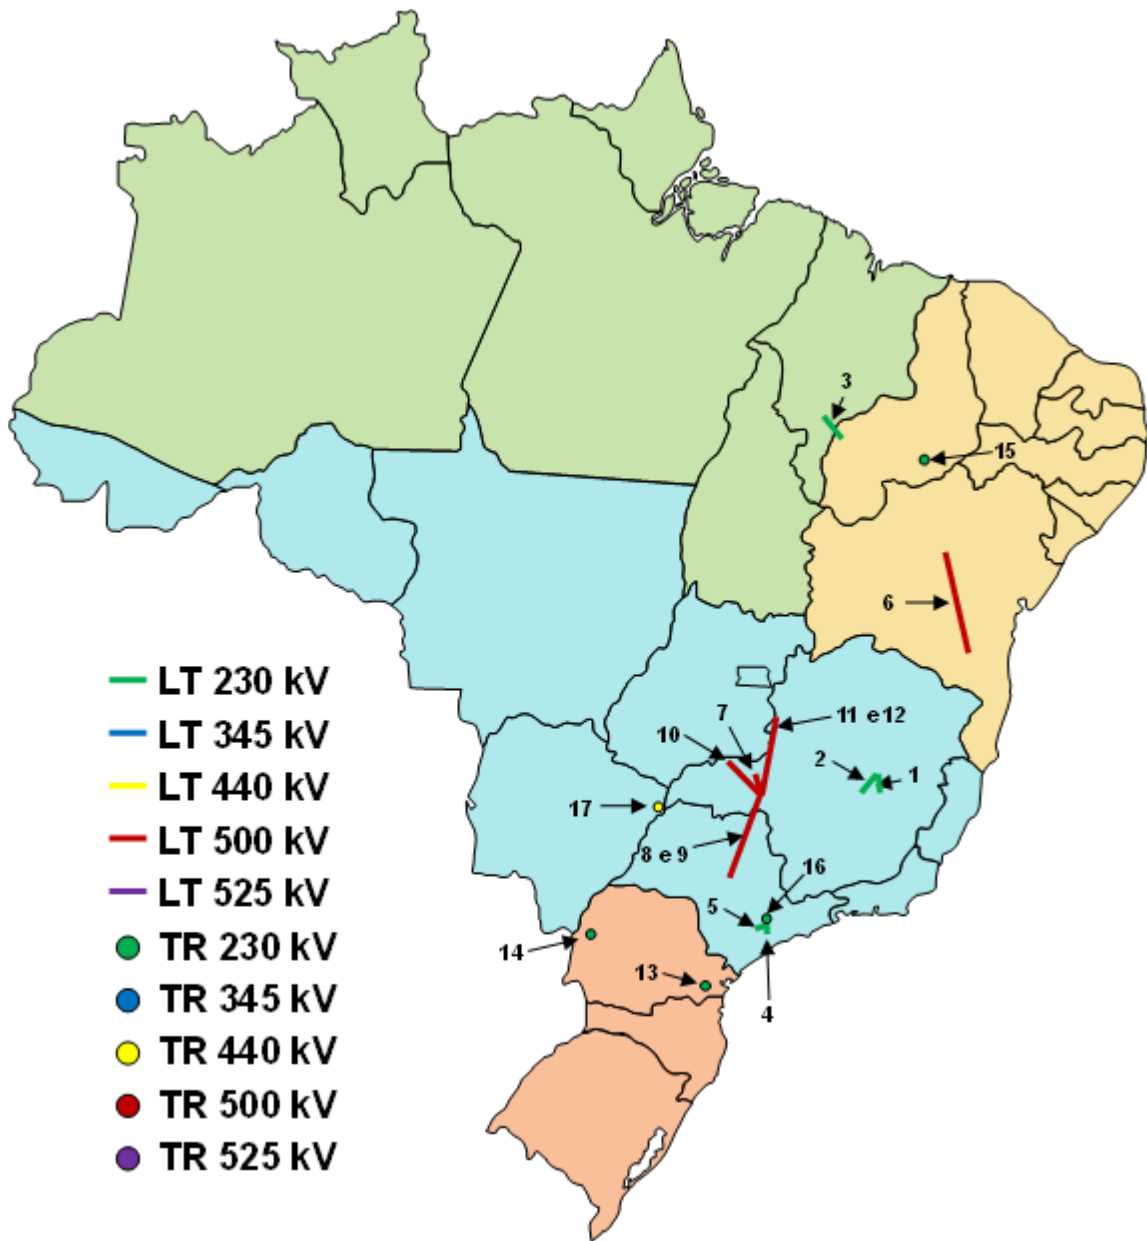 3
15
6
LT 230 kV
LT 345 kV
LT 440 kV
LT 500 kV
LT 525 kV
TR 230 kV
TR 345 kV
TR 440 kV
TR 500 kV
TR 525 kV
7
11 e 12
10
2
1
17
8 e 9
16
5
14
13
4